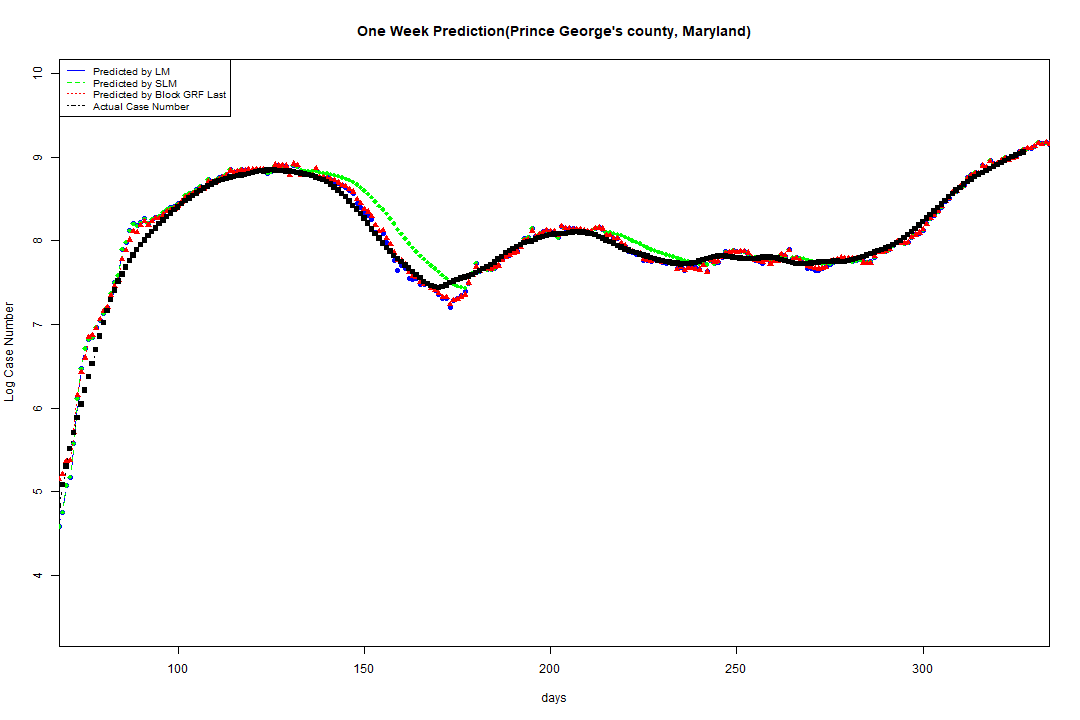 One Week Prediction(Prince George's county, Maryland)
Predicted by LM
Predicted by SLM
Predicted by Block GRF Last
Actual Case Number
10
9
8
7
6
5
4
Log Case Number
100 150 200 250 300
days